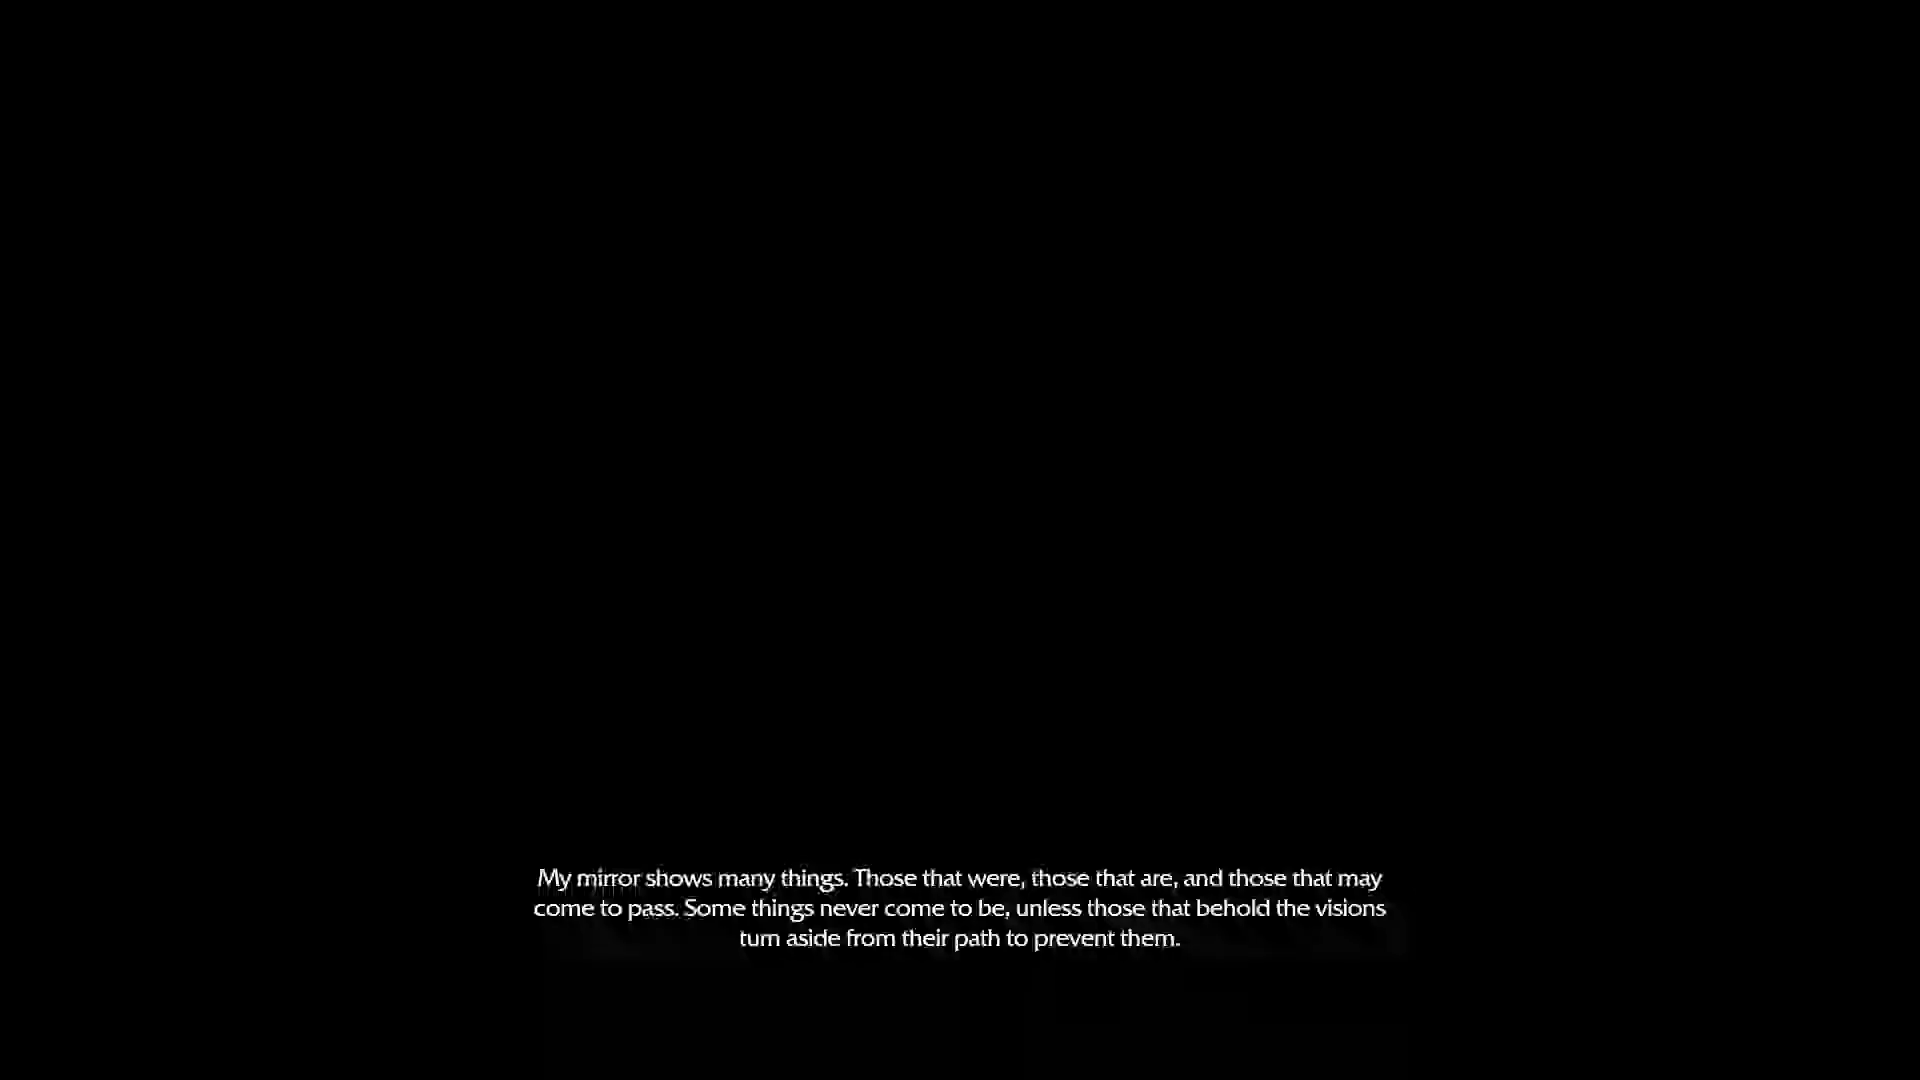 My mirror shows many things. Those that were, those that are, and those that may
come to pass. Some things never come to be, unless those that behold the visions
turn aside from their path to prevent them.